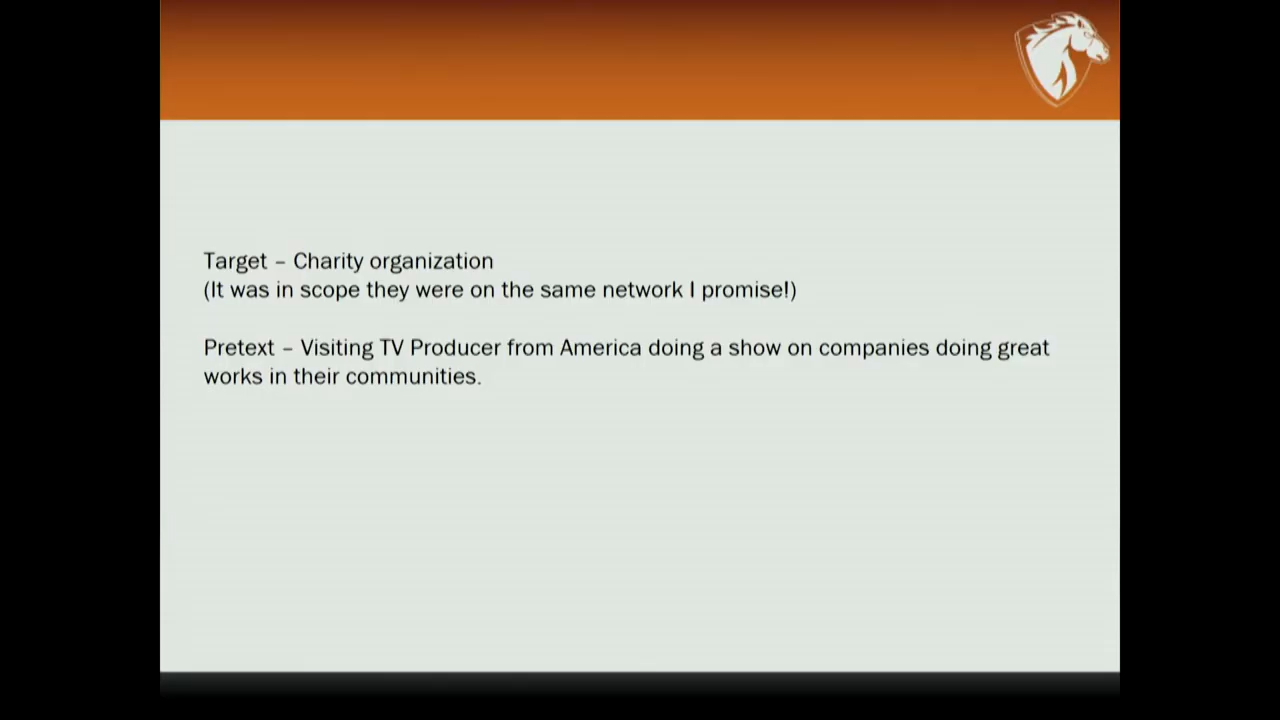 Target – Charity organization
(It was in scope they were on the same network I promise!)
Pretext – Visiting TV Producer from America doing a show on companies doing great
works in their communities.